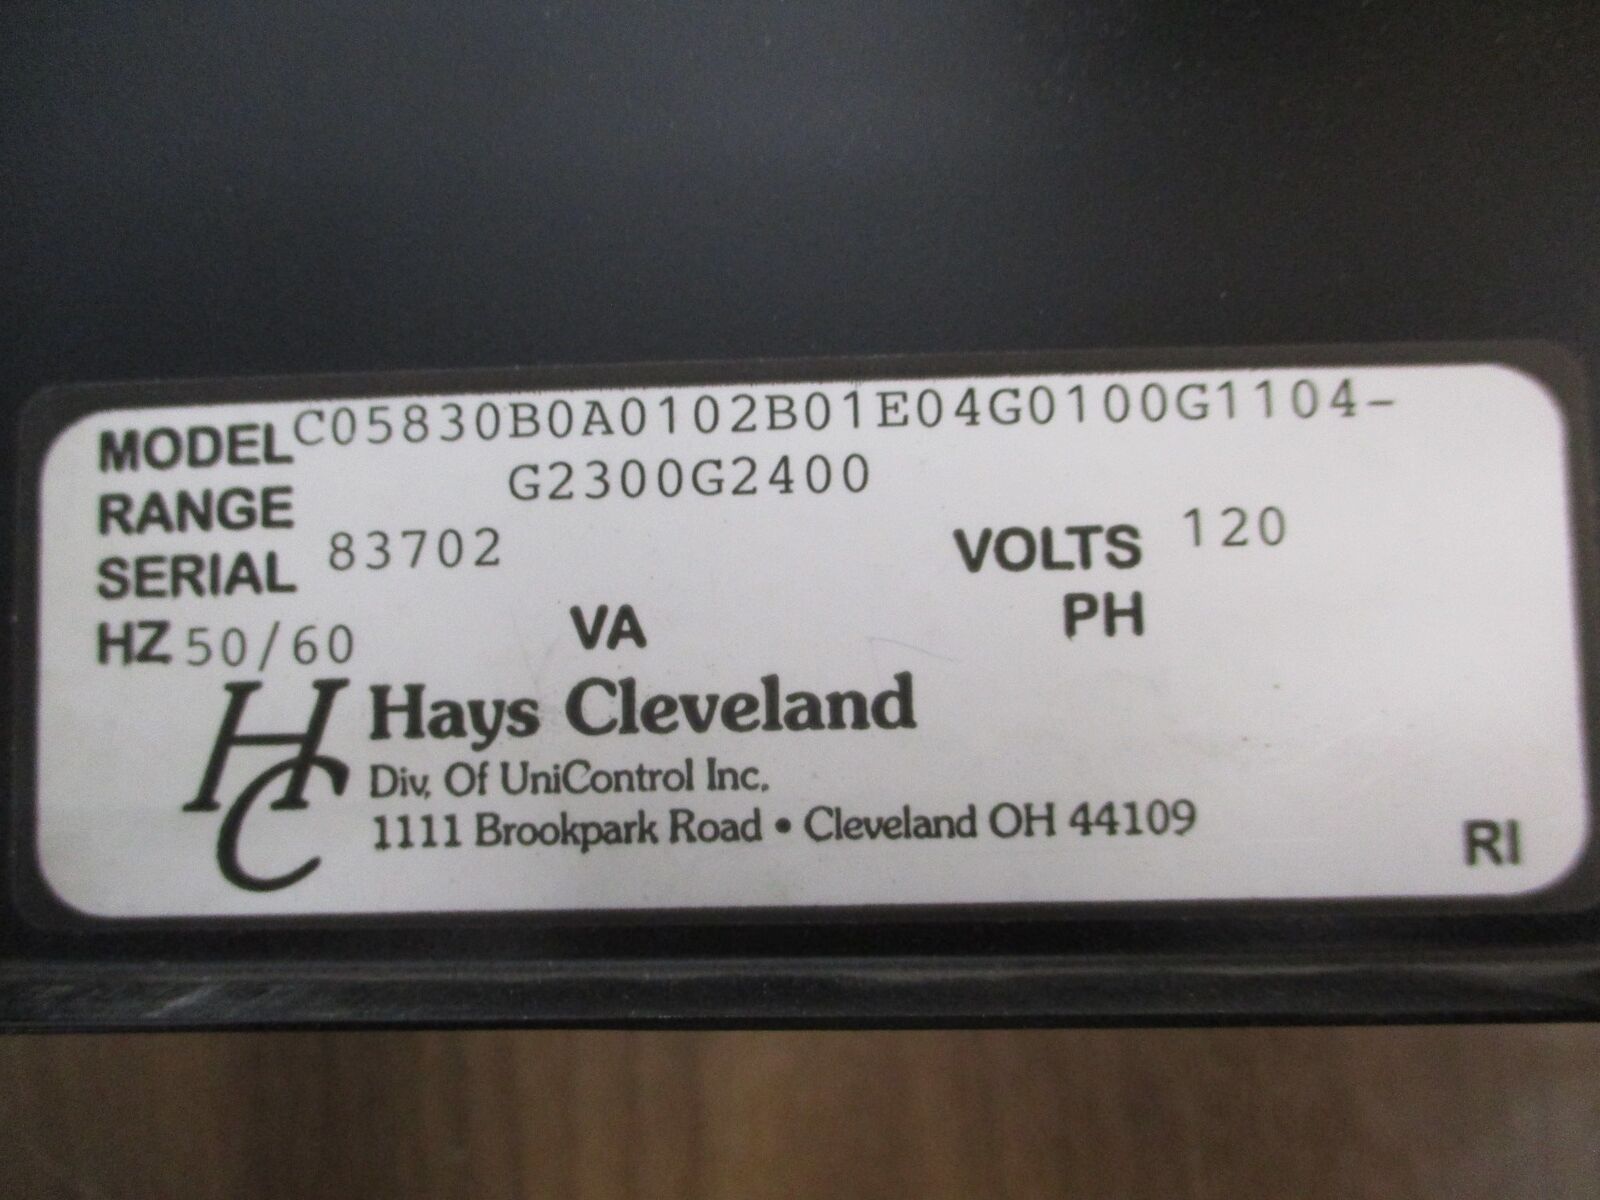 MODEL C05830B0A0102B01E04G0100G1104-
G2300G2400
RANGE
SERIAL 83702 VOLTS 120
HZ 50/60 VA PH
HC Hays Cleveland
Div. Of UniControl Inc.
1111 Brookpark Road • Cleveland OH 44109
RI